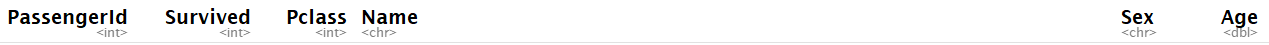 PassengerId Survived Pclass Name Sex Age
<int> <int> <int> <chr> <chr> <dbl>